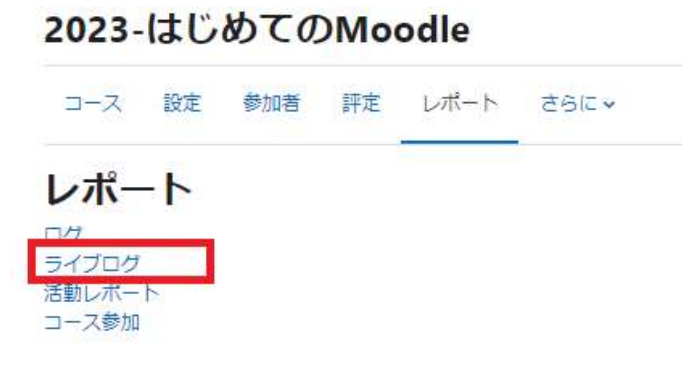 2023-はじめてのMoodle
コース 設定 参加者 評定 レポート さらに
レポート
ログ
ライブログ
活動レポート
コース参加